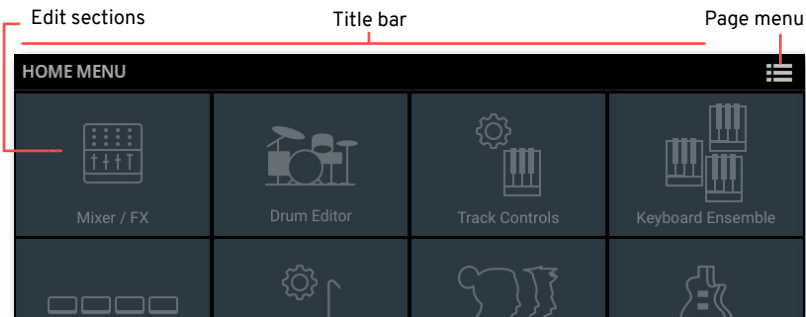 Edit sections
Title bar
Page menu
HOME MENU
Mixer / FX
Drum Editor
Track Controls
Keyboard Ensemble